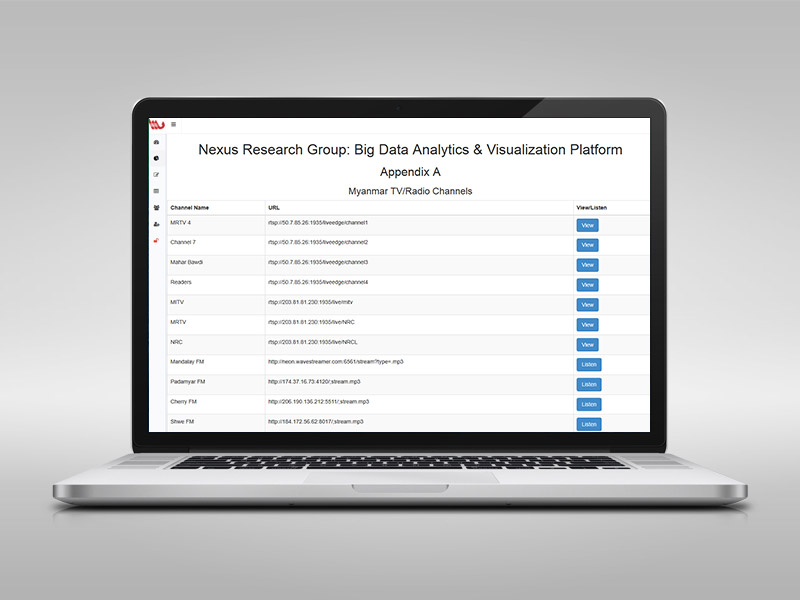 Nexus Research Group: Big Data Analytics & Visualization Platform
Appendix A
Myanmar TV/Radio Channels
Channel Name URL View/Listen
MRTV 4 rtsp://50.7.85.26:1935/liveedge/channel1 View
Channel 7 rtsp://50.7.85.26:1935/liveedge/channel2 View
Mahar Bawdi rtsp://50.7.85.26:1935/liveedge/channel3 View
Readers rtsp://50.7.85.26:1935/liveedge/channel4 View
MITV rtsp://203.81.81.230:1935/live/mitv View
MRTV rtsp://203.81.81.230:1935/live/NRC View
NRC rtsp://203.81.81.230:1935/live/NRCL View
Mandalay FM http://neon.wavestreamer.com:6561/stream?type=.mp3 Listen
Padamyar FM http://174.37.16.73:4120/;stream.mp3 Listen
Cherry FM http://206.190.136.212:5511/;stream.mp3 Listen
Shwe FM http://184.172.56.62:8017/;stream.mp3 Listen